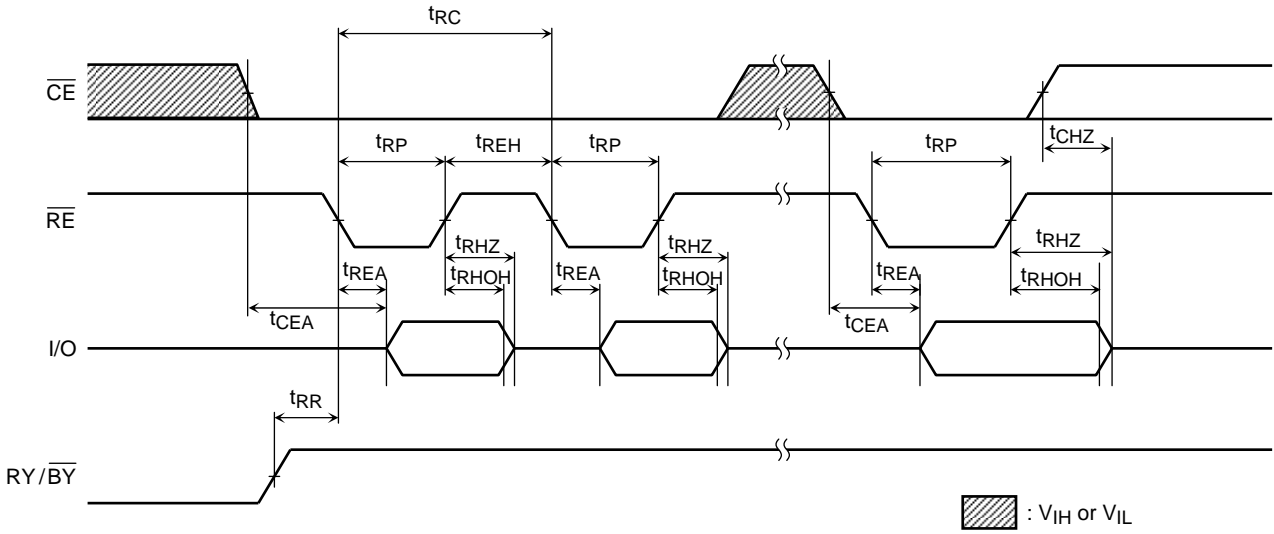 tRC
CE
tCHZ
tRP tREH tRP tRP
RE
tRHZ tRHZ tRHZ
tREA tRHOH tREA tRHOH tREA tRHOH
tCEA tCEA
I/O
tRR
RY/BY
: VIH or VIL